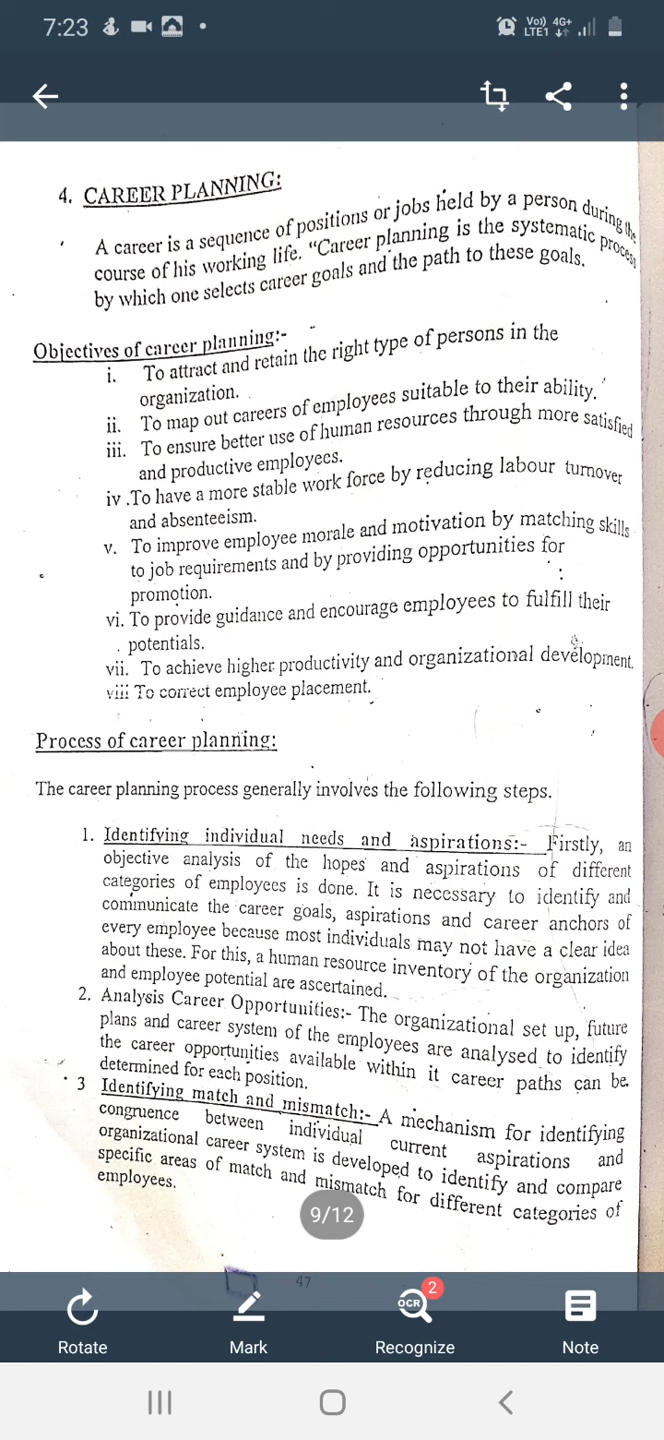 7:23
Vo)) 4G+
LTE1
4. CAREER PLANNING:
A career is a sequence of positions or jobs held by a person during the
course of his working life. "Career planning is the systematic process
by which one selects career goals and the path to these goals.
Objectives of career planning:-
i. To attract and retain the right type of persons in the
organization.
ii. To map out careers of employees suitable to their ability.
iii. To ensure better use of human resources through more satisfied
and productive employees.
iv .To have a more stable work force by reducing labour turnover
and absenteeism.
v. To improve employee morale and motivation by matching skills
to job requirements and by providing opportunities for
promotion.
vi. To provide guidance and encourage employees to fulfill their
potentials.
vii. To achieve higher productivity and organizational development.
viii To correct employee placement.
Process of career planning:
The career planning process generally involves the following steps.
1. Identifying individual needs and aspirations:- Firstly, an
objective analysis of the hopes and aspirations of different
categories of employees is done. It is necessary to identify and
communicate the career goals, aspirations and career anchors of
every employee because most individuals may not have a clear idea
about these. For this, a human resource inventory of the organization
and employee potential are ascertained.
2. Analysis Career Opportunities:- The organizational set up, future
plans and career system of the employees are analysed to identify
the career opportunities available within it career paths can be.
determined for each position.
3 Identifying match and mismatch:- A mechanism for identifying
congruence between individual current aspirations and
organizational career system is developed to identify and compare
specific areas of match and mismatch for different categories of
employees.
9/12
47
OCR
2
Rotate Mark Recognize Note